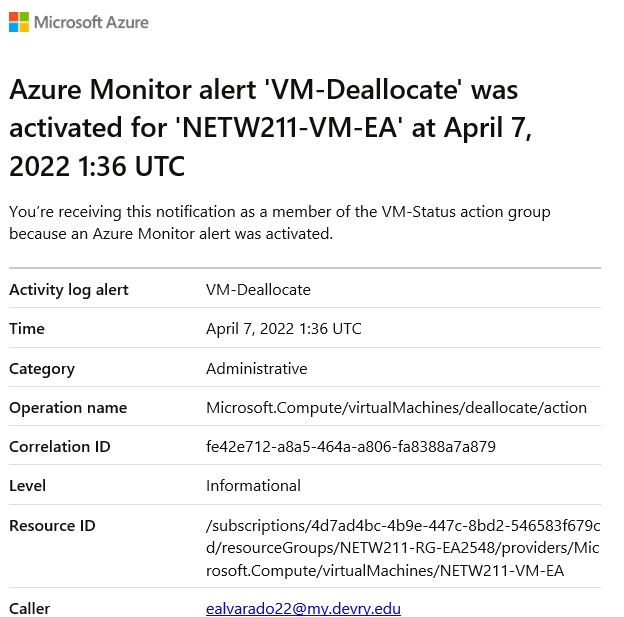 Microsoft Azure
Azure Monitor alert 'VM-Deallocate' was
activated for 'NETW211-VM-EA' at April 7,
2022 1:36 UTC
You’re receiving this notification as a member of the VM-Status action group
because an Azure Monitor alert was activated.
Activity log alert VM-Deallocate
Time April 7, 2022 1:36 UTC
Category Administrative
Operation name Microsoft.Compute/virtualMachines/deallocate/action
Correlation ID fe42e712-a8a5-464a-a806-fa8388a7a879
Level Informational
Resource ID /subscriptions/4d7ad4bc-4b9e-447c-8bd2-546583f679c
d/resourceGroups/NETW211-RG-EA2548/providers/Mic
rosoft.Compute/virtualMachines/NETW211-VM-EA
Caller ealvarado22@my.devry.edu